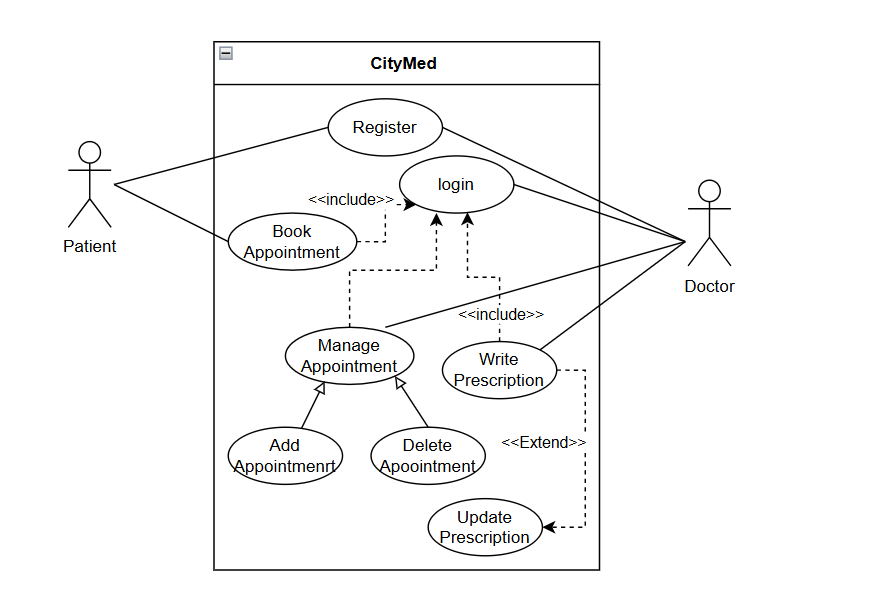 CityMed
Register
login
<<include>>
Book
Appointment
Patient
Doctor
<<include>>
Manage
Appointment
Write
Prescription
Add
Appointmenrt
Delete
Apoointment
<<Extend>>
Update
Prescription